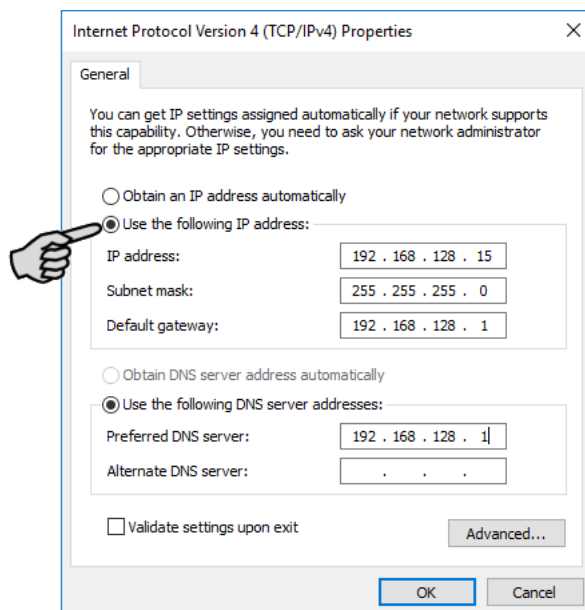 Internet Protocol Version 4 (TCP/IPv4) Properties
General
You can get IP settings assigned automatically if your network supports
this capability. Otherwise, you need to ask your network administrator
for the appropriate IP settings.
Obtain an IP address automatically
Use the following IP address:
IP address: 192 . 168 . 128 . 15
Subnet mask: 255 . 255 . 255 . 0
Default gateway: 192 . 168 . 128 . 1
Obtain DNS server address automatically
Use the following DNS server addresses:
Preferred DNS server: 192 . 168 . 128 . 1
Alternate DNS server: . . .
Validate settings upon exit
Advanced...
OK Cancel